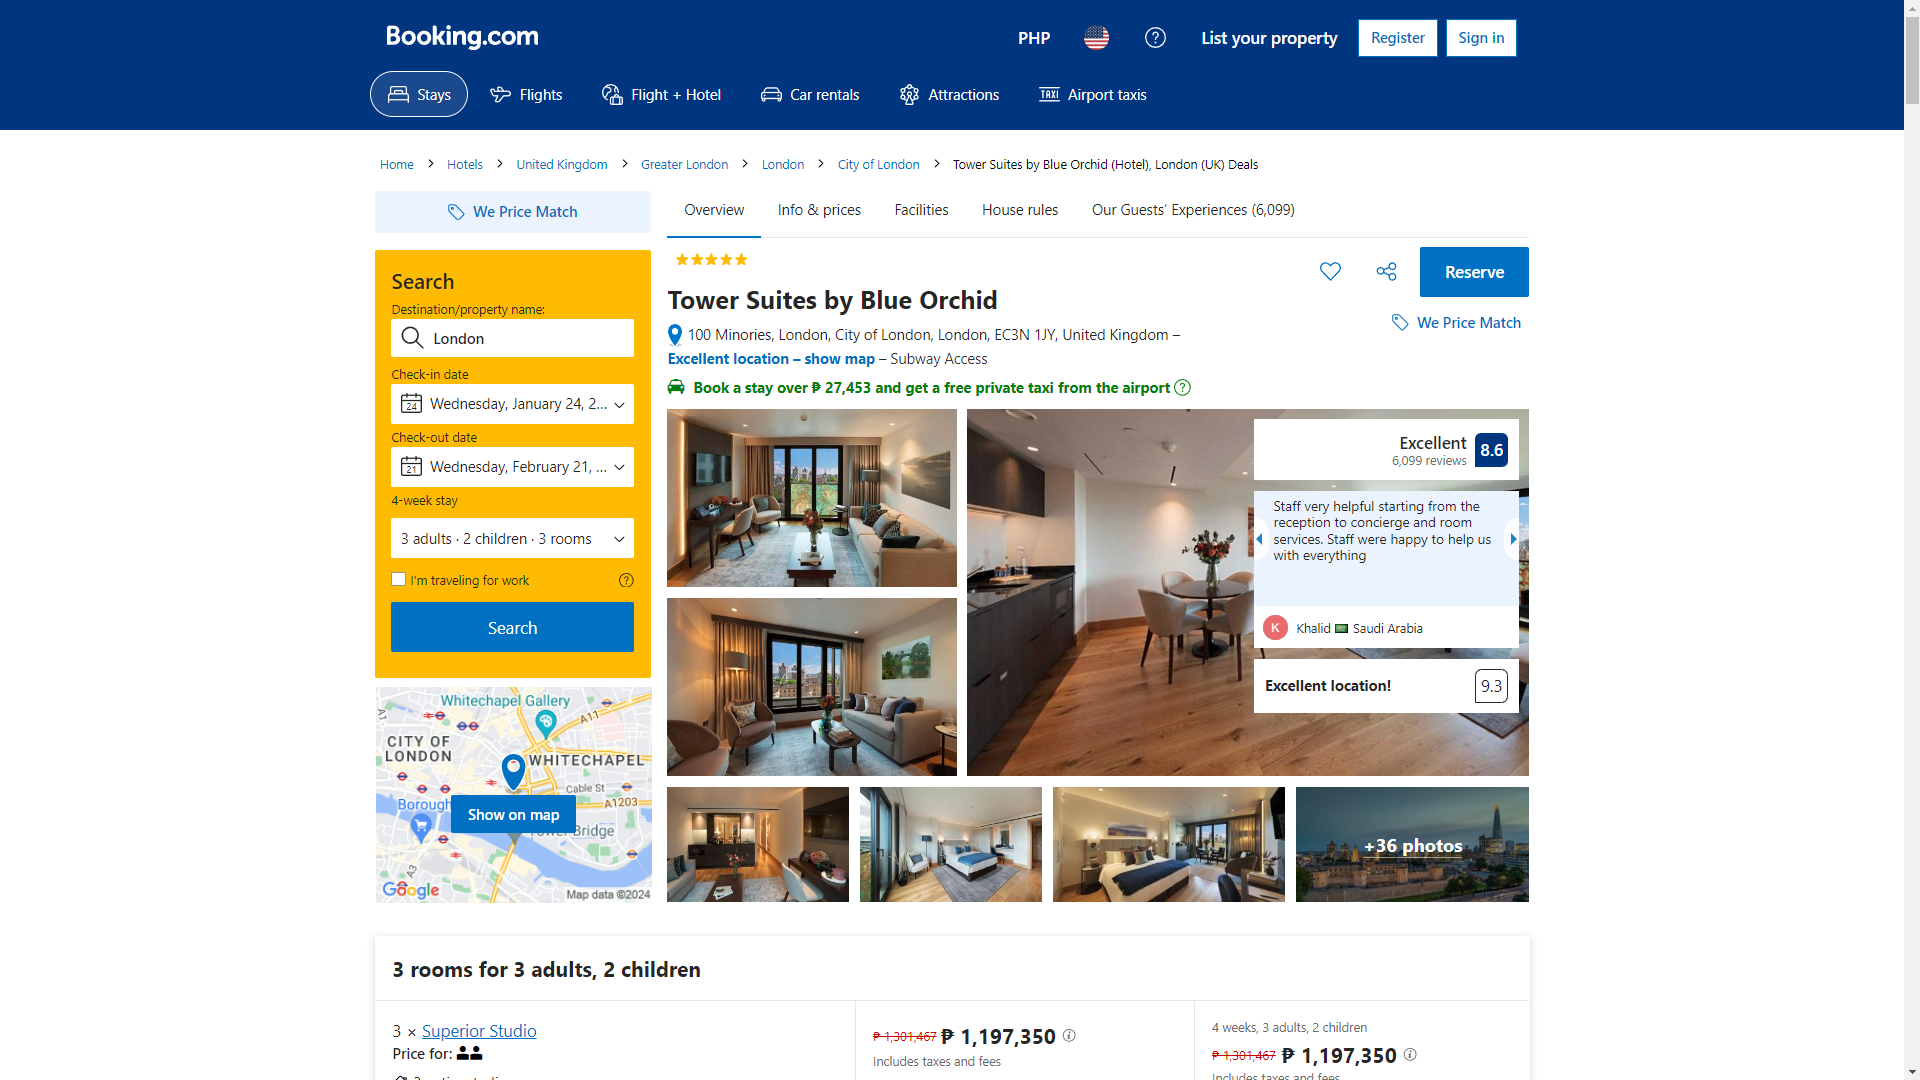 Booking.com
PHP
List your property
Register
Sign in
Stays
Flights
Flight + Hotel
Car rentals
Attractions
TAXI
Airport taxis
Home
Hotels
United Kingdom
Greater London
London
City of London
Tower Suites by Blue Orchid (Hotel), London (UK) Deals
We Price Match
Overview
Info & prices
Facilities
House rules
Our Guests’ Experiences (6,099)
Search
Destination/property name:
London
Check-in date
24
Wednesday, January 24, 2...
Check-out date
21
Wednesday, February 21, ...
4-week stay
3 adults · 2 children · 3 rooms
I'm traveling for work
Search
Reserve
Tower Suites by Blue Orchid
We Price Match
100 Minories, London, City of London, London, EC3N 1JY, United Kingdom –
Excellent location – show map – Subway Access
Book a stay over ₱ 27,453 and get a free private taxi from the airport
Excellent
6,099 reviews
8.6
Staff very helpful starting from the
reception to concierge and room
services. Staff were happy to help us
with everything
K
Khalid
Saudi Arabia
Excellent location!
9.3
+36 photos
Whitechapel Gallery
A11
A1
CITY OF
LONDON
WHITECHAPEL
Cable St
A1203
Borough
Show on map
Tower Bridge
A3
Google
Map data ©2024
3 rooms for 3 adults, 2 children
3 × Superior Studio
Price for:
₱ 1,301,467 ₱ 1,197,350
Includes taxes and fees
4 weeks, 3 adults, 2 children
₱ 1,301,467 ₱ 1,197,350
Includes taxes and fees